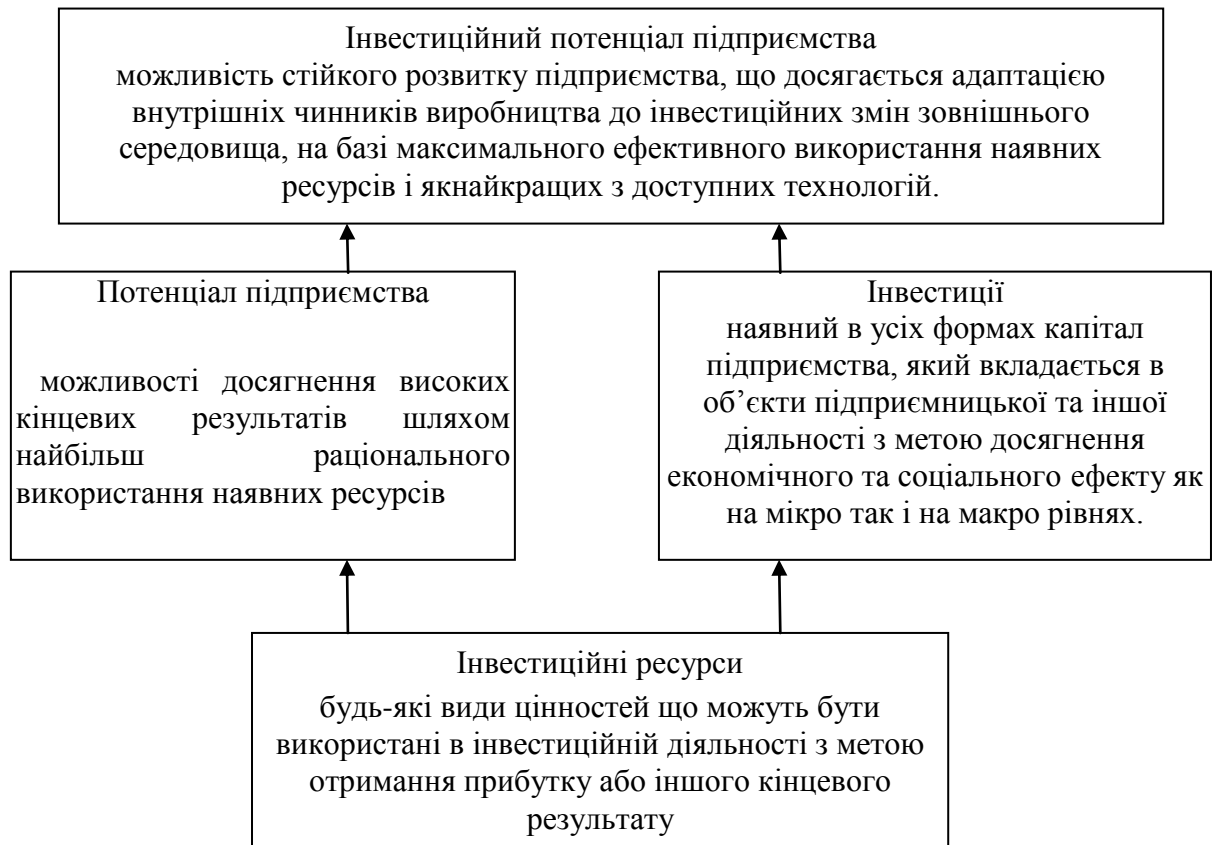 Інвестиційний потенціал підприємства
можливість стійкого розвитку підприємства, що досягається адаптацією
внутрішніх чинників виробництва до інвестиційних змін зовнішнього
середовища, на базі максимального ефективного використання наявних
ресурсів і якнайкращих з доступних технологій.
Потенціал підприємства
можливості досягнення високих
кінцевих результатів шляхом
найбільш раціонального
використання наявних ресурсів
Інвестиції
наявний в усіх формах капітал
підприємства, який вкладається в
об’єкти підприємницької та іншої
діяльності з метою досягнення
економічного та соціального ефекту як
на мікро так і на макро рівнях.
Інвестиційні ресурси
будь-які види цінностей що можуть бути
використані в інвестиційній діяльності з метою
отримання прибутку або іншого кінцевого
результату